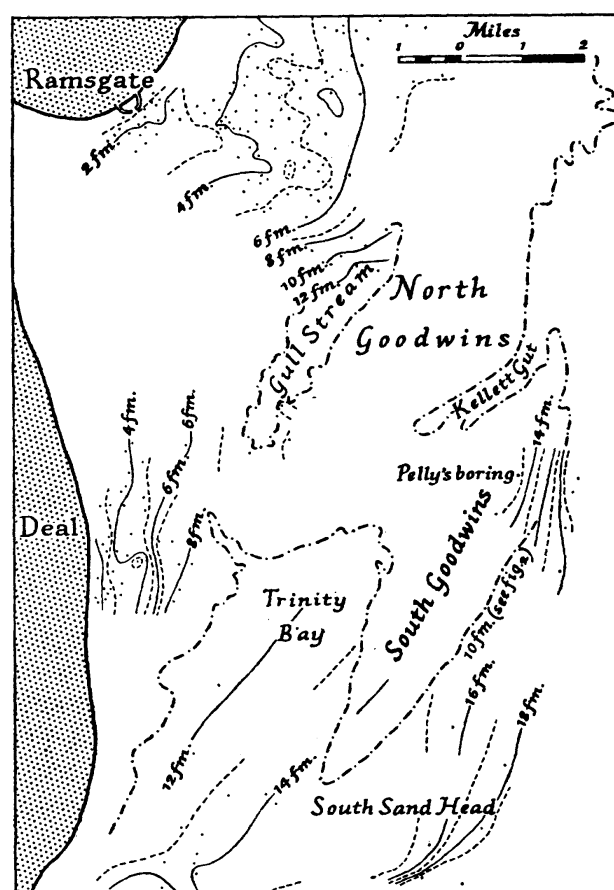 Miles
1 0 1 2
Ramsgate
2 fm.
4 fm.
6 fm.
8 fm.
10 fm.
12 fm.
Gull Stream
North
Goodwins
Kellett Gut
14 fm.
4 fm.
6 fm.
6 fm.
Pelly's boring
Deal
8 fm.
South Goodwins
10 fm. (see fig. 2)
Trinity
Bay
16 fm.
18 fm.
12 fm.
14 fm.
South Sand Head